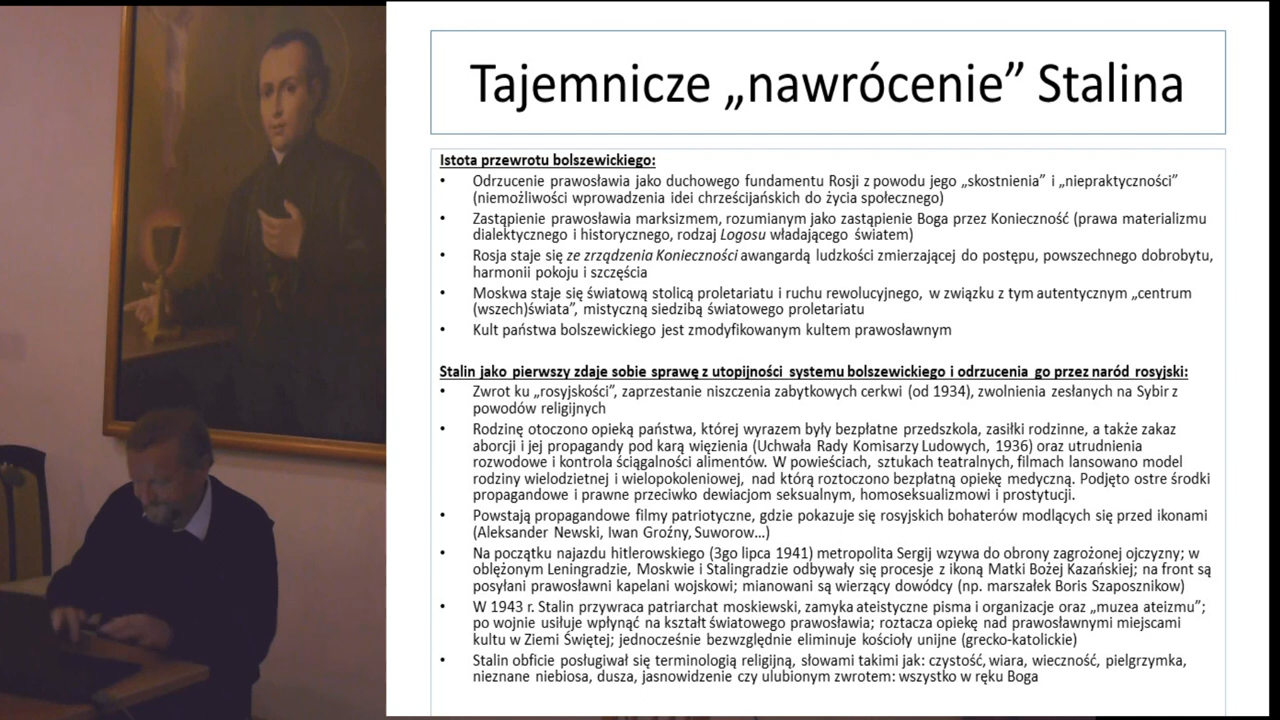 Tajemnicze „nawrócenie” Stalina
Istota przewrotu bolszewickiego:
• Odrzucenie prawosławia jako duchowego fundamentu Rosji z powodu jego „skostnienia” i „niepraktyczności”
(niemożliwości wprowadzenia idei chrześcijańskich do życia społecznego)
• Zastąpienie prawosławia marksizmem, rozumianym jako zastąpienie Boga przez Konieczność (prawa materializmu
dialektycznego i historycznego, rodzaj Logosu władającego światem)
• Rosja staje się ze zrządzenia Konieczności awangardą ludzkości zmierzającej do postępu, powszechnego dobrobytu,
harmonii pokoju i szczęścia
• Moskwa staje się światową stolicą proletariatu i ruchu rewolucyjnego, w związku z tym autentycznym „centrum
(wszech)świata”, mistyczną siedzibą światowego proletariatu
• Kult państwa bolszewickiego jest zmodyfikowanym kultem prawosławnym
Stalin jako pierwszy zdaje sobie sprawę z utopijności systemu bolszewickiego i odrzucenia go przez naród rosyjski:
• Zwrot ku „rosyjskości”, zaprzestanie niszczenia zabytkowych cerkwi (od 1934), zwolnienia zesłanych na Sybir z
powodów religijnych
• Rodzinę otoczono opieką państwa, której wyrazem były bezpłatne przedszkola, zasiłki rodzinne, a także zakaz
aborcji i jej propagandy pod karą więzienia (Uchwała Rady Komisarzy Ludowych, 1936) oraz utrudnienia
rozwodowe i kontrola ściągalności alimentów. W powieściach, sztukach teatralnych, filmach lansowano model
rodziny wielodzietnej i wielopokoleniowej, nad którą roztoczono bezpłatną opiekę medyczną. Podjęto ostre środki
propagandowe i prawne przeciwko dewiacjom seksualnym, homoseksualizmowi i prostytucji.
• Powstają propagandowe filmy patriotyczne, gdzie pokazuje się rosyjskich bohaterów modlących się przed ikonami
(Aleksander Newski, Iwan Groźny, Suworow…)
• Na początku najazdu hitlerowskiego (3go lipca 1941) metropolita Sergij wzywa do obrony zagrożonej ojczyzny; w
oblężonym Leningradzie, Moskwie i Stalingradzie odbywały się procesje z ikoną Matki Bożej Kazańskiej; na front są
posyłani prawosławni kapelani wojskowi; mianowani są wierzący dowódcy (np. marszałek Boris Szaposznikow)
• W 1943 r. Stalin przywraca patriarchat moskiewski, zamyka ateistyczne pisma i organizacje oraz „muzea ateizmu”;
po wojnie usiłuje wpłynąć na kształt światowego prawosławia; roztacza opiekę nad prawosławnymi miejscami
kultu w Ziemi Świętej; jednocześnie bezwzględnie eliminuje kościoły unijne (grecko-katolickie)
• Stalin obficie posługiwał się terminologią religijną, słowami takimi jak: czystość, wiara, wieczność, pielgrzymka,
nieznane niebiosa, dusza, jasnowidzenie czy ulubionym zwrotem: wszystko w ręku Boga